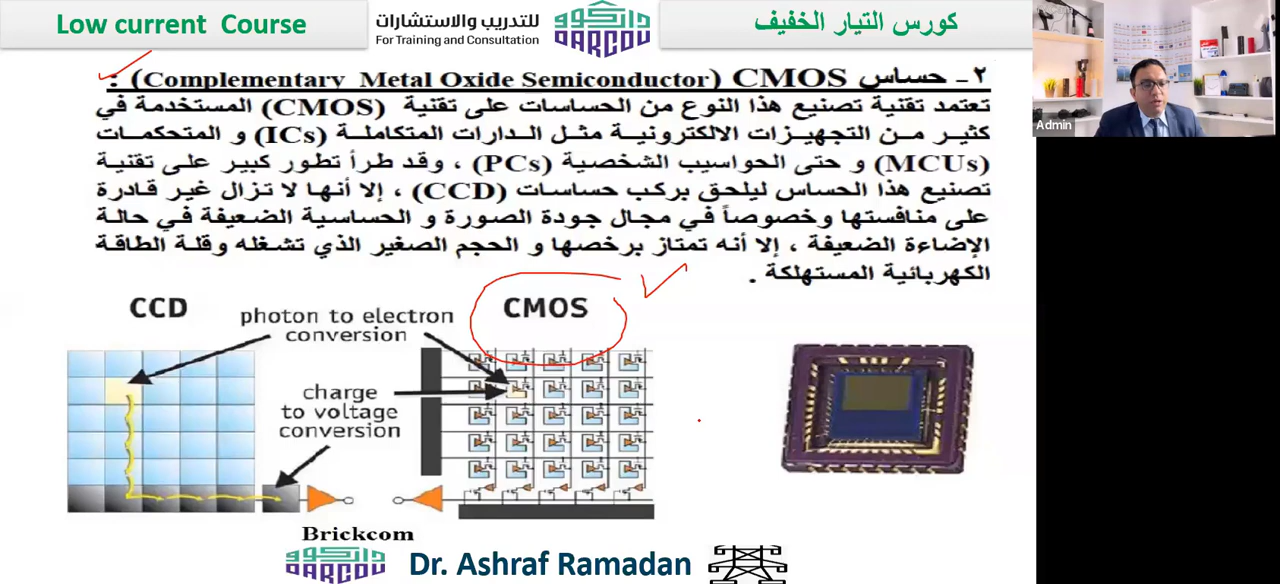 Low current Course
للتدريب والاستشارات
For Training and Consultation
داركو
DARCOU
كورس التيار الخفيف
Admin
٢- حساس CMOS (Complementary Metal Oxide Semiconductor) :
تعتمد تقنية تصنيع هذا النوع من الحساسات على تقنية (CMOS) المستخدمة في
كثير من التجهيزات الالكترونية مثل الدارات المتكاملة (ICs) و المتحكمات
(MCUs) و حتى الحواسيب الشخصية (PCs) ، وقد طرأ تطور كبير على تقنية
تصنيع هذا الحساس ليلحق بركب حساسات (CCD) ، إلا أنها لا تزال غير قادرة
على منافستها وخصوصاً في مجال جودة الصورة و الحساسية الضعيفة في حالة
الإضاءة الضعيفة ، إلا أنه تمتاز برخصها و الحجم الصغير الذي تشغله وقلة الطاقة
الكهربائية المستهلكة .
CCD
photon to electron
conversion
CMOS
charge
to voltage
conversion
Brickcom
داركو
DARCOU
Dr. Ashraf Ramadan